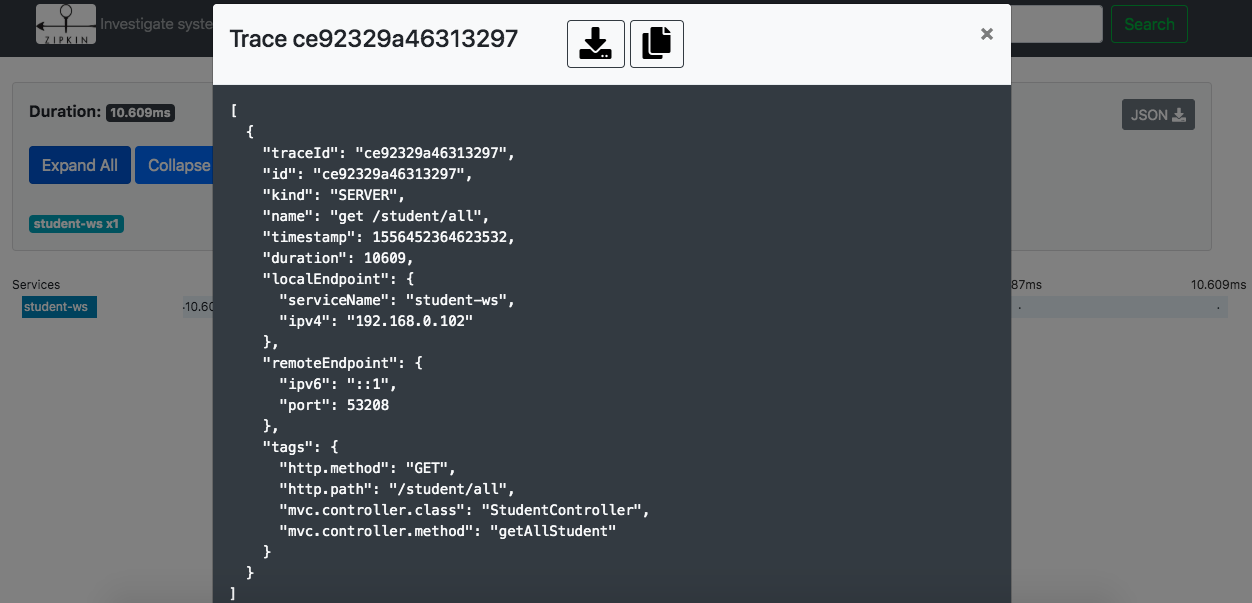 ZIPKIN
Investigate syste
Search
Trace ce92329a46313297
×
Duration: 10.609ms
JSON
Expand All
Collapse
student-ws x1
Services
87ms
10.609ms
student-ws
·10.60
[
  {
    "traceId": "ce92329a46313297",
    "id": "ce92329a46313297",
    "kind": "SERVER",
    "name": "get /student/all",
    "timestamp": 1556452364623532,
    "duration": 10609,
    "localEndpoint": {
      "serviceName": "student-ws",
      "ipv4": "192.168.0.102"
    },
    "remoteEndpoint": {
      "ipv6": "::1",
      "port": 53208
    },
    "tags": {
      "http.method": "GET",
      "http.path": "/student/all",
      "mvc.controller.class": "StudentController",
      "mvc.controller.method": "getAllStudent"
    }
  }
]